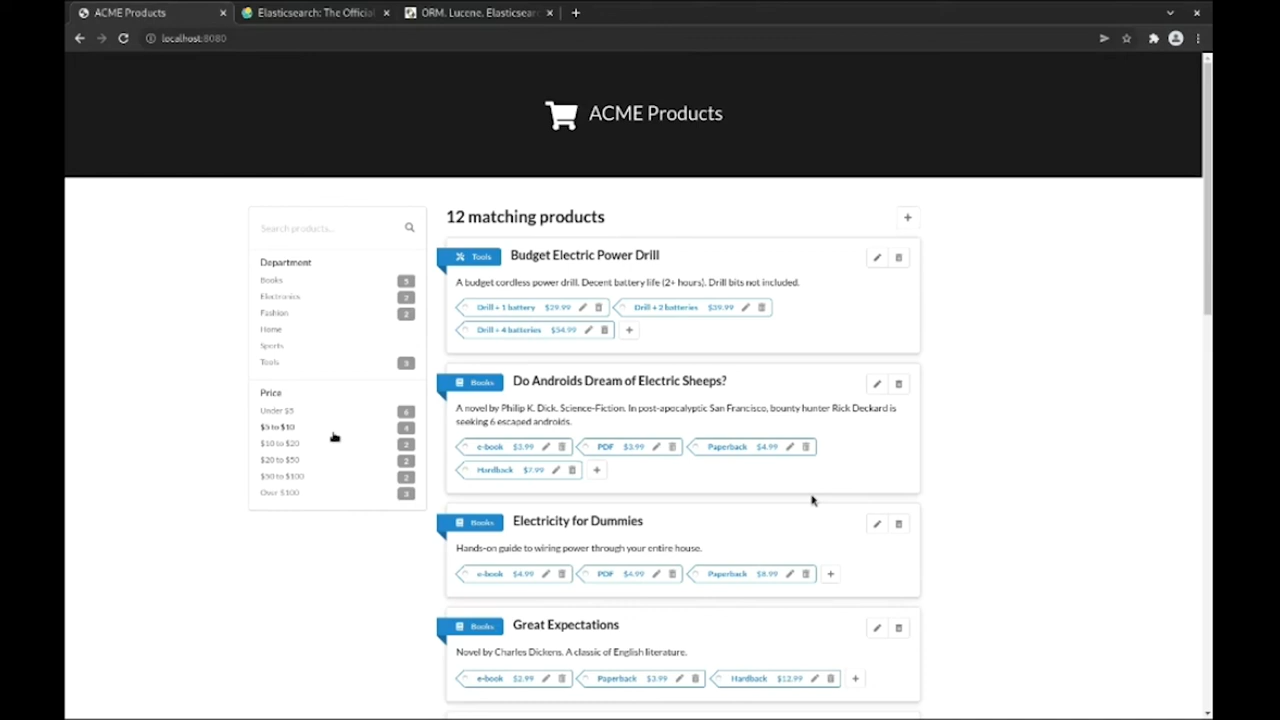 ACME Products
Elasticsearch: The Official
ORM, Lucene, Elasticsear
localhost:8080
ACME Products
Search products...
Department
Books 5
Electronics 2
Fashion 2
Home
Sports
Tools 3
Price
Under $5 6
$5 to $10 4
$10 to $20 2
$20 to $50 2
$50 to $100 2
Over $100 3
12 matching products
Tools Budget Electric Power Drill
A budget cordless power drill. Decent battery life (2+ hours). Drill bits not included.
Drill + 1 battery $29.99 Drill + 2 batteries $39.99
Drill + 4 batteries $54.99
Books Do Androids Dream of Electric Sheeps?
A novel by Philip K. Dick. Science-Fiction. In post-apocalyptic San Francisco, bounty hunter Rick Deckard is
seeking 6 escaped androids.
e-book $3.99 PDF $3.99 Paperback $4.99
Hardback $7.99
Books Electricity for Dummies
Hands-on guide to wiring power through your entire house.
e-book $4.99 PDF $4.99 Paperback $8.99
Books Great Expectations
Novel by Charles Dickens. A classic of English literature.
e-book $2.99 Paperback $3.99 Hardback $12.99